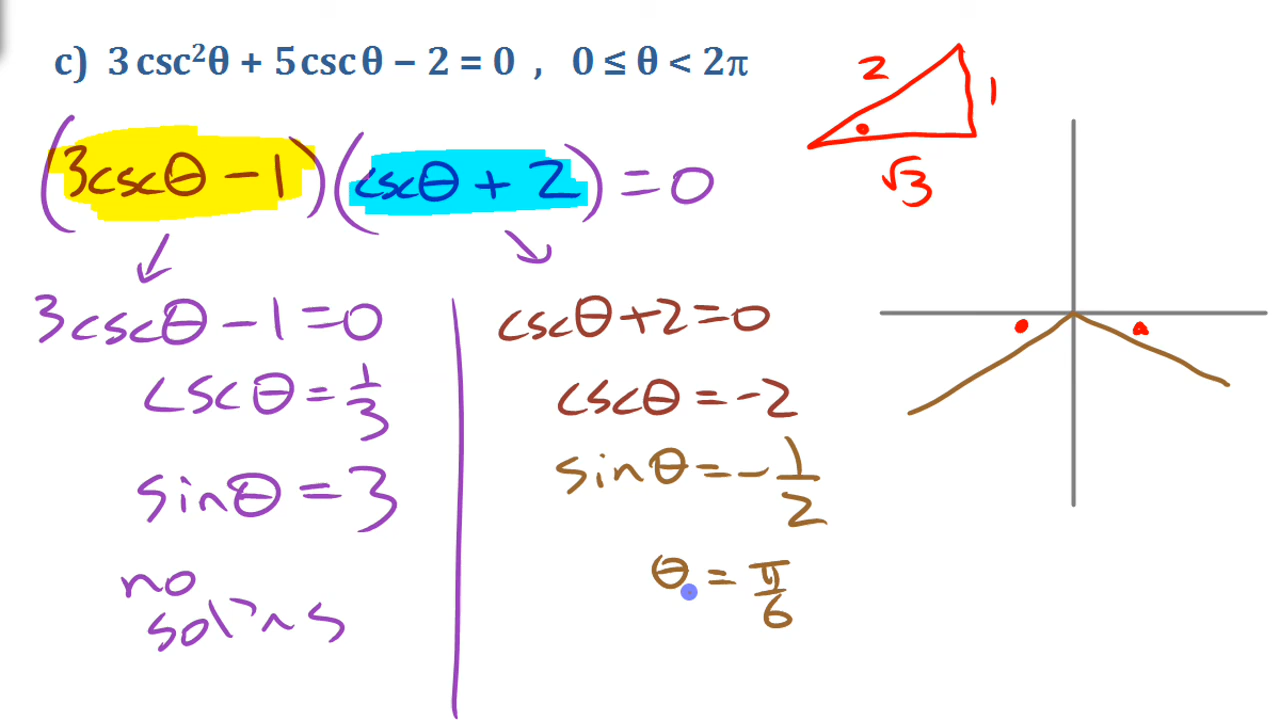 c) 3 csc²θ + 5 csc θ − 2 = 0 , 0 ≤ θ < 2π
(3cscθ − 1)(cscθ + 2) = 0
3cscθ − 1 = 0
cscθ = 1/3
sinθ = 3
no
sol'ns
cscθ + 2 = 0
cscθ = −2
sinθ = − 1/2
θ = π/6
2
1
√3